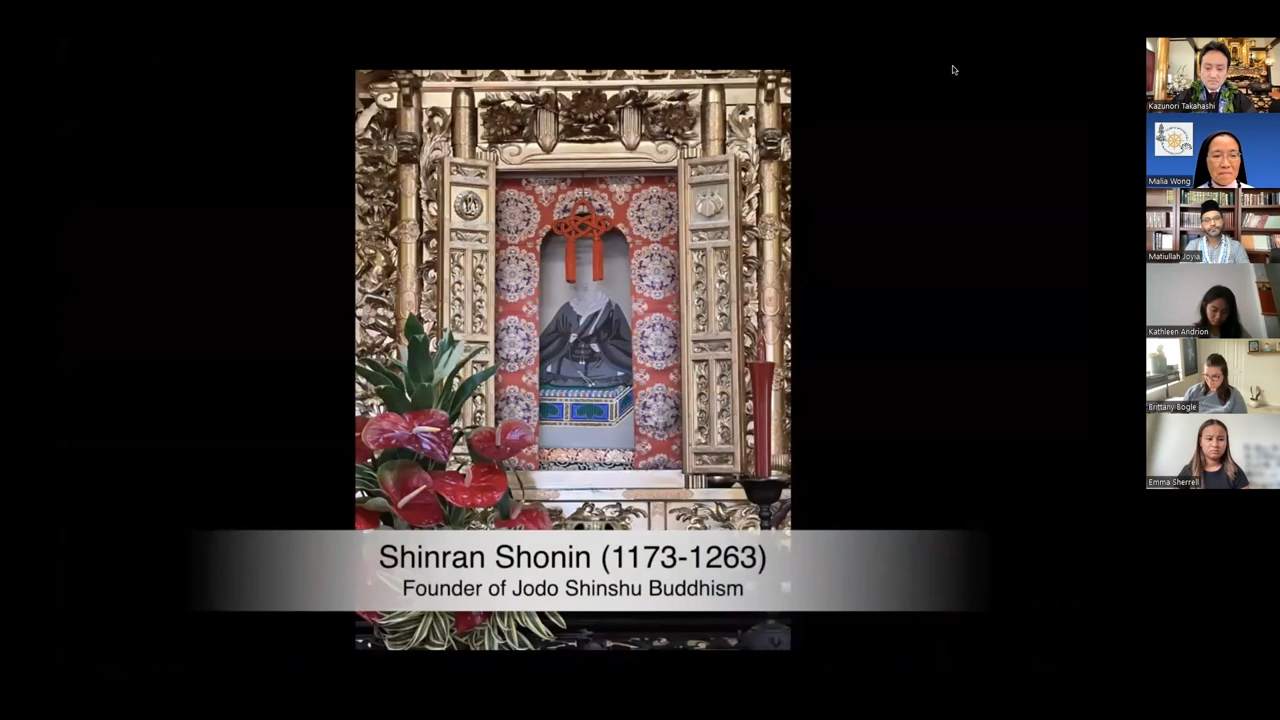 Shinran Shonin (1173-1263)
Founder of Jodo Shinshu Buddhism
Kazunori Takahashi
Malia Wong
Matiullah Joyia
Kathleen Andrion
Brittany Bogle
Emma Sherrell